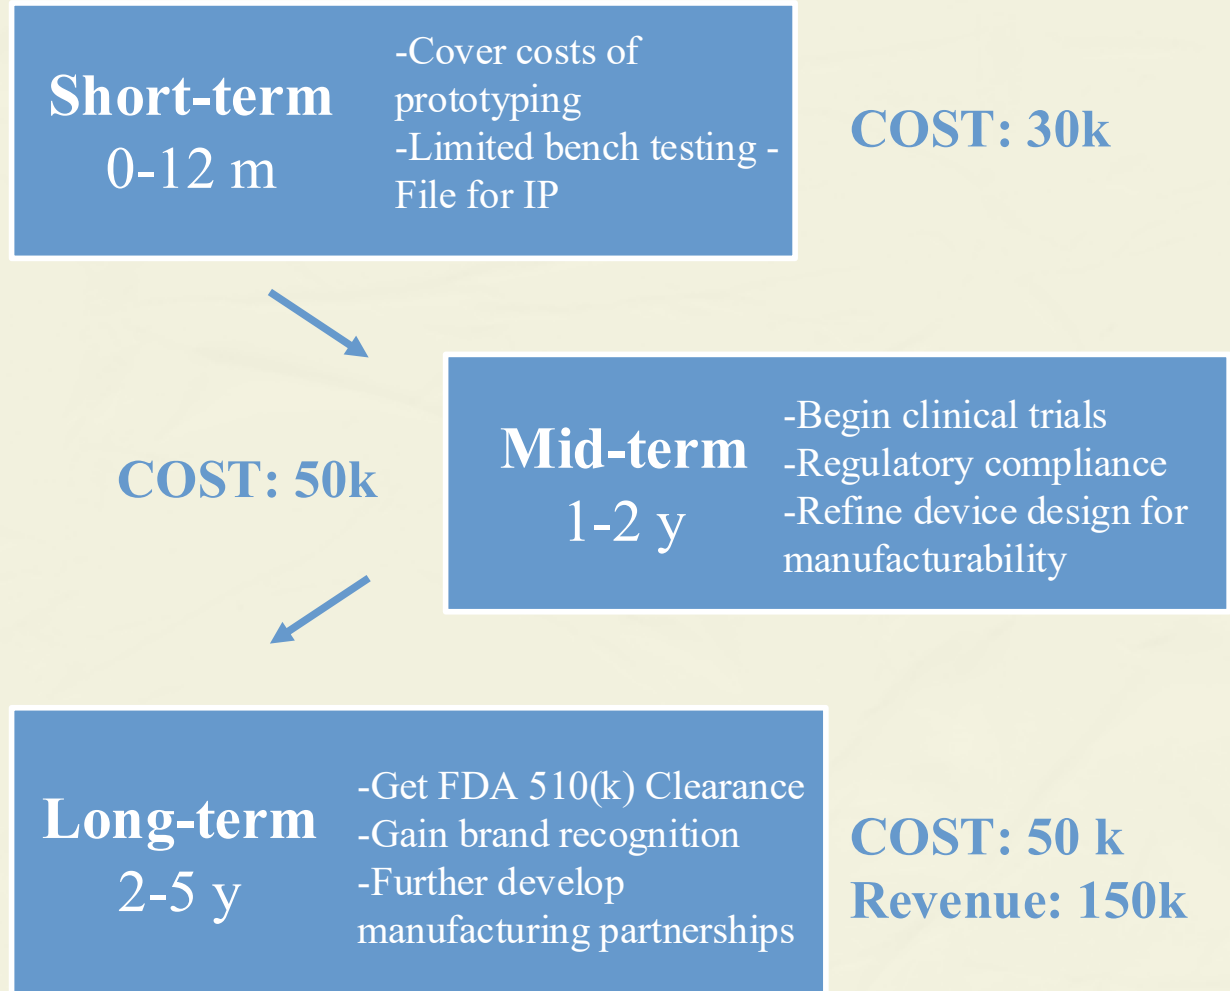 Short-term
0-12 m
-Cover costs of
prototyping
-Limited bench testing -
File for IP
COST: 30k
COST: 50k
Mid-term
1-2 y
-Begin clinical trials
-Regulatory compliance
-Refine device design for
manufacturability
Long-term
2-5 y
-Get FDA 510(k) Clearance
-Gain brand recognition
-Further develop
manufacturing partnerships
COST: 50 k
Revenue: 150k